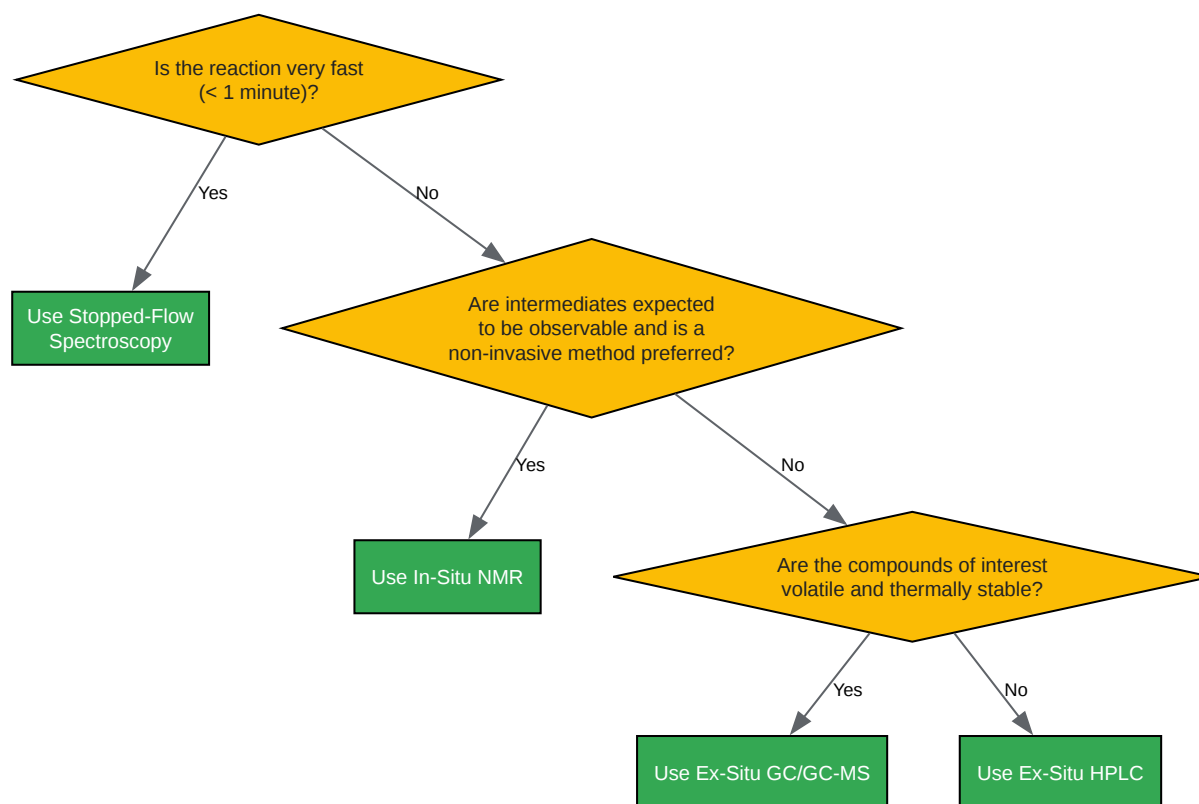 Is the reaction very fast
(< 1 minute)?
Yes
No
Use Stopped-Flow
Spectroscopy
Are intermediates expected
to be observable and is a
non-invasive method preferred?
Yes
No
Use In-Situ NMR
Are the compounds of interest
volatile and thermally stable?
Yes
No
Use Ex-Situ GC/GC-MS
Use Ex-Situ HPLC